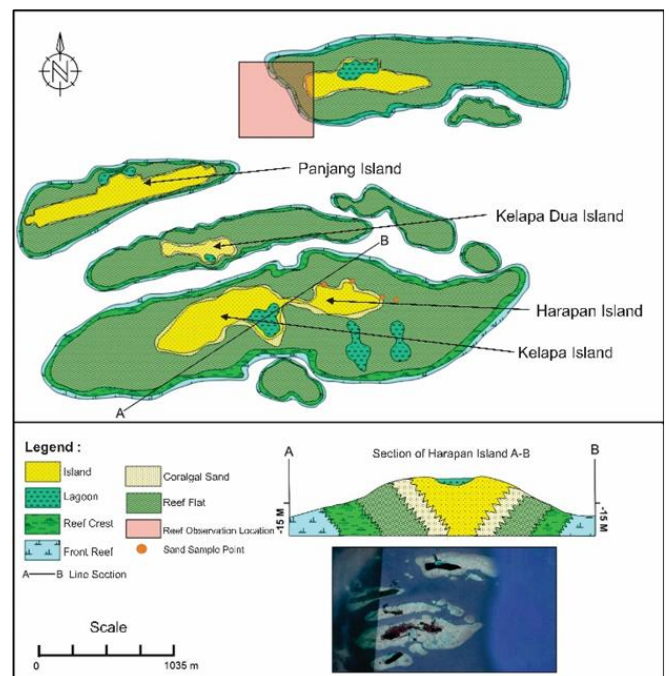 N
Panjang Island
Kelapa Dua Island
B
Harapan Island
Kelapa Island
A
Legend :
Island
Lagoon
Reef Crest
Front Reef
A — B Line Section
Coralgal Sand
Reef Flat
Reef Observation Location
Sand Sample Point
Section of Harapan Island A-B
A
B
-15 M
-15 M
Scale
0
1035 m